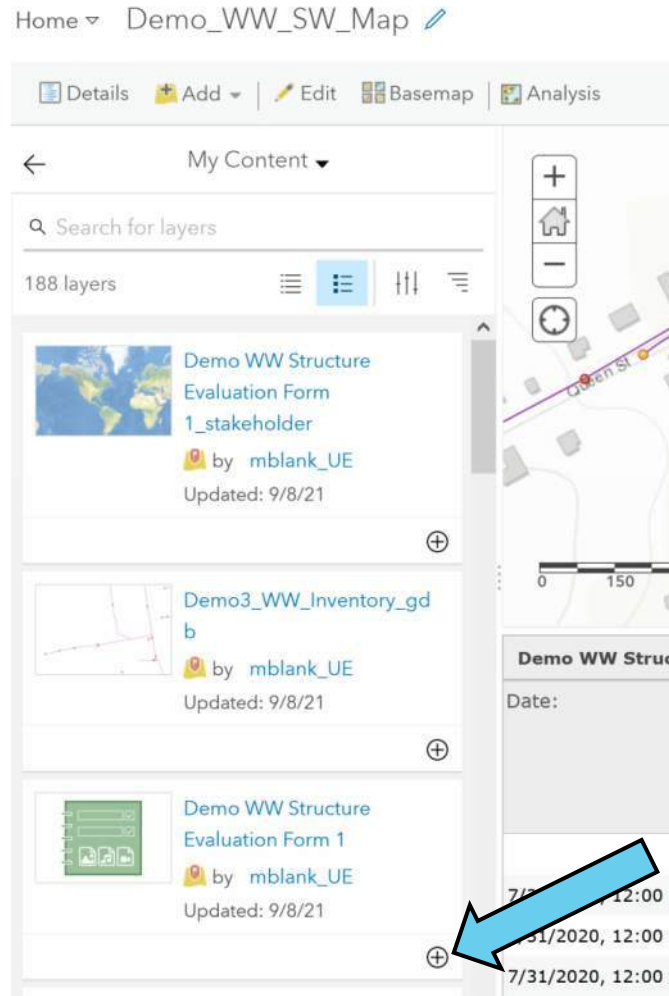 Home Demo_WW_SW_Map
Details Add Edit Basemap Analysis
My Content
Search for layers
188 layers
Demo WW Structure
Evaluation Form
1_stakeholder
by mblank_UE
Updated: 9/8/21
Demo3_WW_Inventory_gd
b
by mblank_UE
Updated: 9/8/21
Demo WW Structure
Evaluation Form 1
by mblank_UE
Updated: 9/8/21
Queen St
0 150
Demo WW Struc
Date:
12:00
31/2020, 12:00
7/31/2020, 12:00